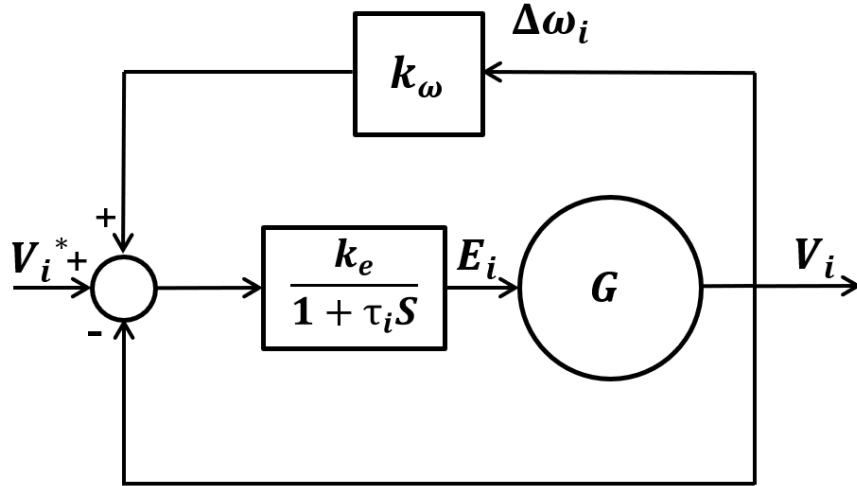 Δω_i
k_ω
+
V_i^* +
-
k_e
1 + τ_i S
E_i
G
V_i